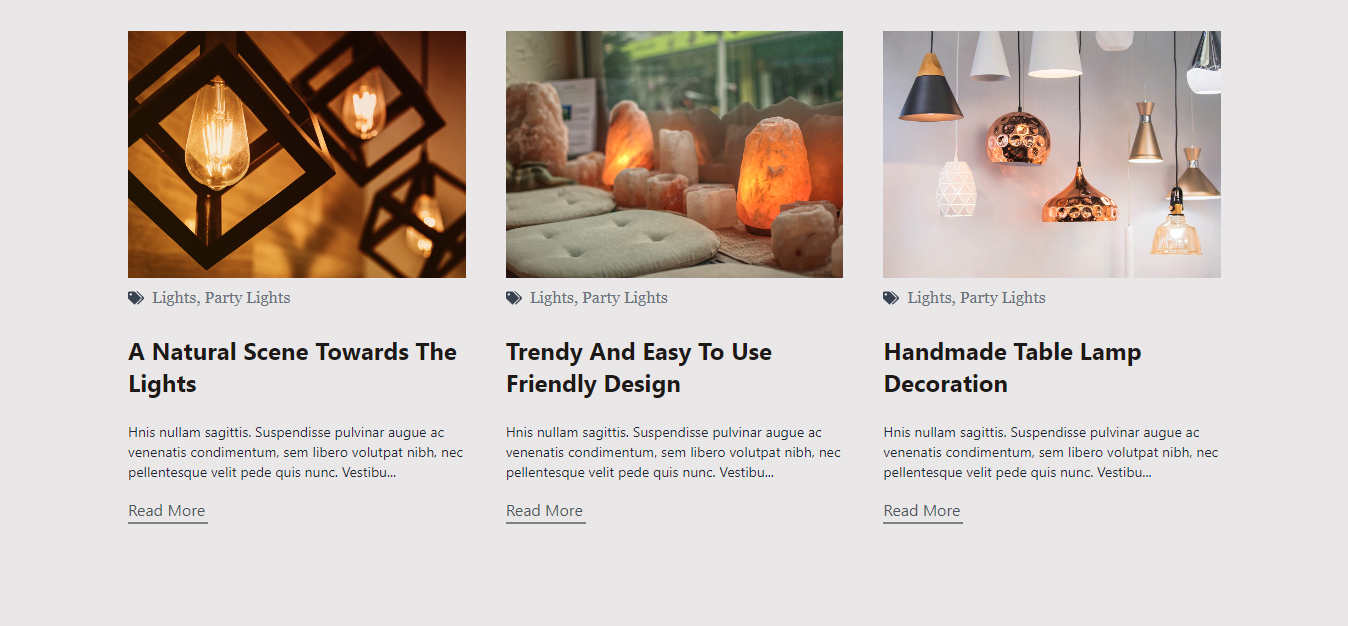 Lights, Party Lights
A Natural Scene Towards The
Lights
Hnis nullam sagittis. Suspendisse pulvinar augue ac
venenatis condimentum, sem libero volutpat nibh, nec
pellentesque velit pede quis nunc. Vestibu...
Read More
Lights, Party Lights
Trendy And Easy To Use
Friendly Design
Hnis nullam sagittis. Suspendisse pulvinar augue ac
venenatis condimentum, sem libero volutpat nibh, nec
pellentesque velit pede quis nunc. Vestibu...
Read More
Lights, Party Lights
Handmade Table Lamp
Decoration
Hnis nullam sagittis. Suspendisse pulvinar augue ac
venenatis condimentum, sem libero volutpat nibh, nec
pellentesque velit pede quis nunc. Vestibu...
Read More